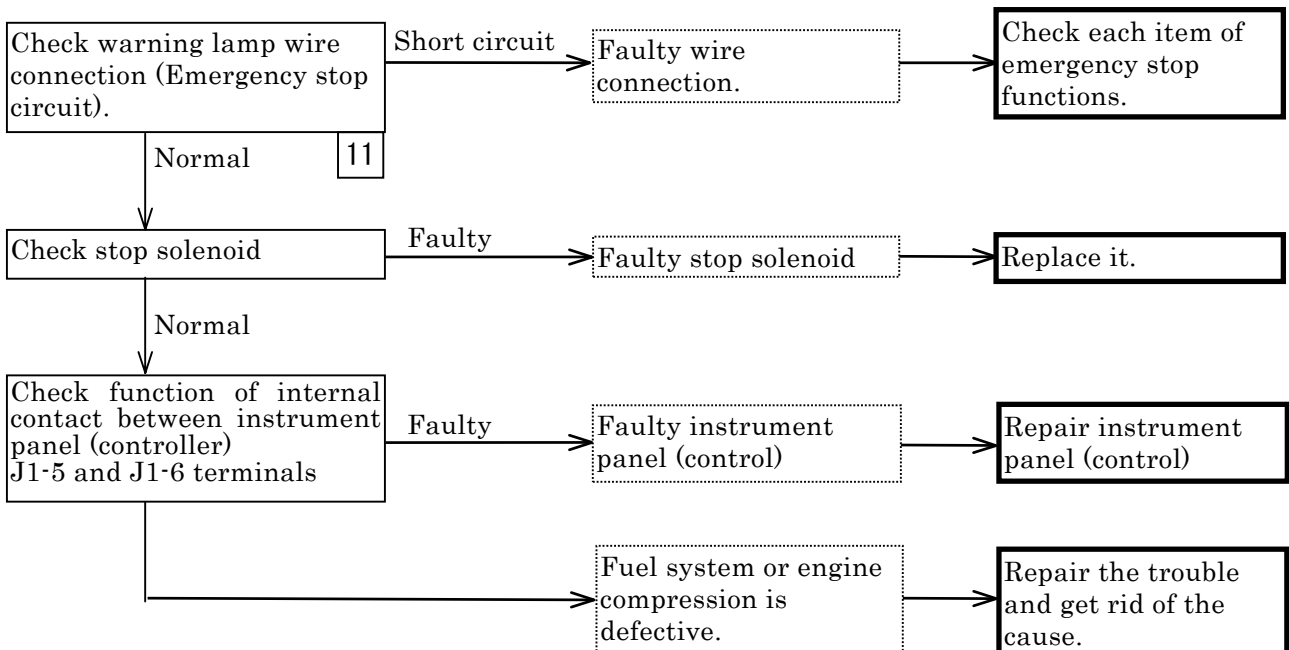 Check warning lamp wire
connection (Emergency stop
circuit).
Short circuit
Faulty wire
connection.
Check each item of
emergency stop
functions.
Normal
11
Check stop solenoid
Faulty
Faulty stop solenoid
Replace it.
Normal
Check function of internal
contact between instrument
panel (controller)
J1-5 and J1-6 terminals
Faulty
Faulty instrument
panel (control)
Repair instrument
panel (control)
Fuel system or engine
compression is
defective.
Repair the trouble
and get rid of the
cause.